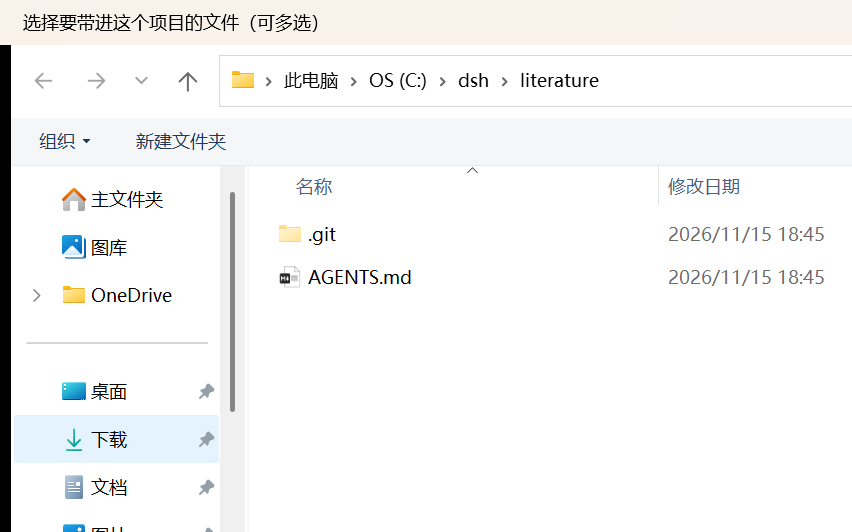 选择要带进这个项目的文件（可多选）
此电脑 > OS (C:) > dsh > literature
组织
新建文件夹
名称
修改日期
主文件夹
图库
OneDrive
桌面
下载
文档
.git
2026/11/15 18:45
AGENTS.md
2026/11/15 18:45